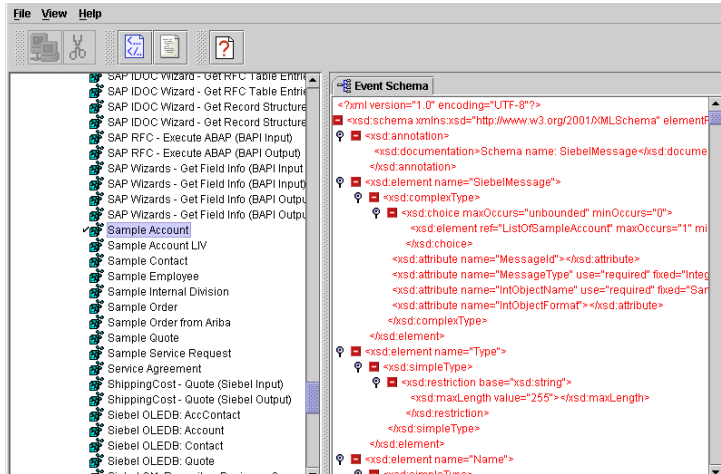 File View Help
SAP IDOC Wizard - Get RFC Table Entrie
SAP IDOC Wizard - Get RFC Table Entrie
SAP IDOC Wizard - Get Record Structure
SAP IDOC Wizard - Get Record Structure
SAP RFC - Execute ABAP (BAPI Input)
SAP RFC - Execute ABAP (BAPI Output)
SAP Wizards - Get Field Info (BAPI Input
SAP Wizards - Get Field Info (BAPI Input)
SAP Wizards - Get Field Info (BAPI Outpu
SAP Wizards - Get Field Info (BAPI Outpu
Sample Account
Sample Account LIV
Sample Contact
Sample Employee
Sample Internal Division
Sample Order
Sample Order from Ariba
Sample Quote
Sample Service Request
Service Agreement
ShippingCost - Quote (Siebel Input)
ShippingCost - Quote (Siebel Output)
Siebel OLEDB: AccContact
Siebel OLEDB: Account
Siebel OLEDB: Contact
Siebel OLEDB: Quote
Event Schema
<?xml version="1.0" encoding="UTF-8"?>
<xsd:schema xmlns:xsd="http://www.w3.org/2001/XMLSchema" elementF
<xsd:annotation>
<xsd:documentation>Schema name: SiebelMessage</xsd:docume
</xsd:annotation>
<xsd:element name="SiebelMessage">
<xsd:complexType>
<xsd:choice maxOccurs="unbounded" minOccurs="0">
<xsd:element ref="ListOfSampleAccount" maxOccurs="1" mi
</xsd:choice>
<xsd:attribute name="MessageId"></xsd:attribute>
<xsd:attribute name="MessageType" use="required" fixed="Integ
<xsd:attribute name="IntObjectName" use="required" fixed="Sar
<xsd:attribute name="IntObjectFormat"></xsd:attribute>
</xsd:complexType>
</xsd:element>
<xsd:element name="Type">
<xsd:simpleType>
<xsd:restriction base="xsd:string">
<xsd:maxLength value="255"></xsd:maxLength>
</xsd:restriction>
</xsd:simpleType>
</xsd:element>
<xsd:element name="Name">
<xsd:simpleType>